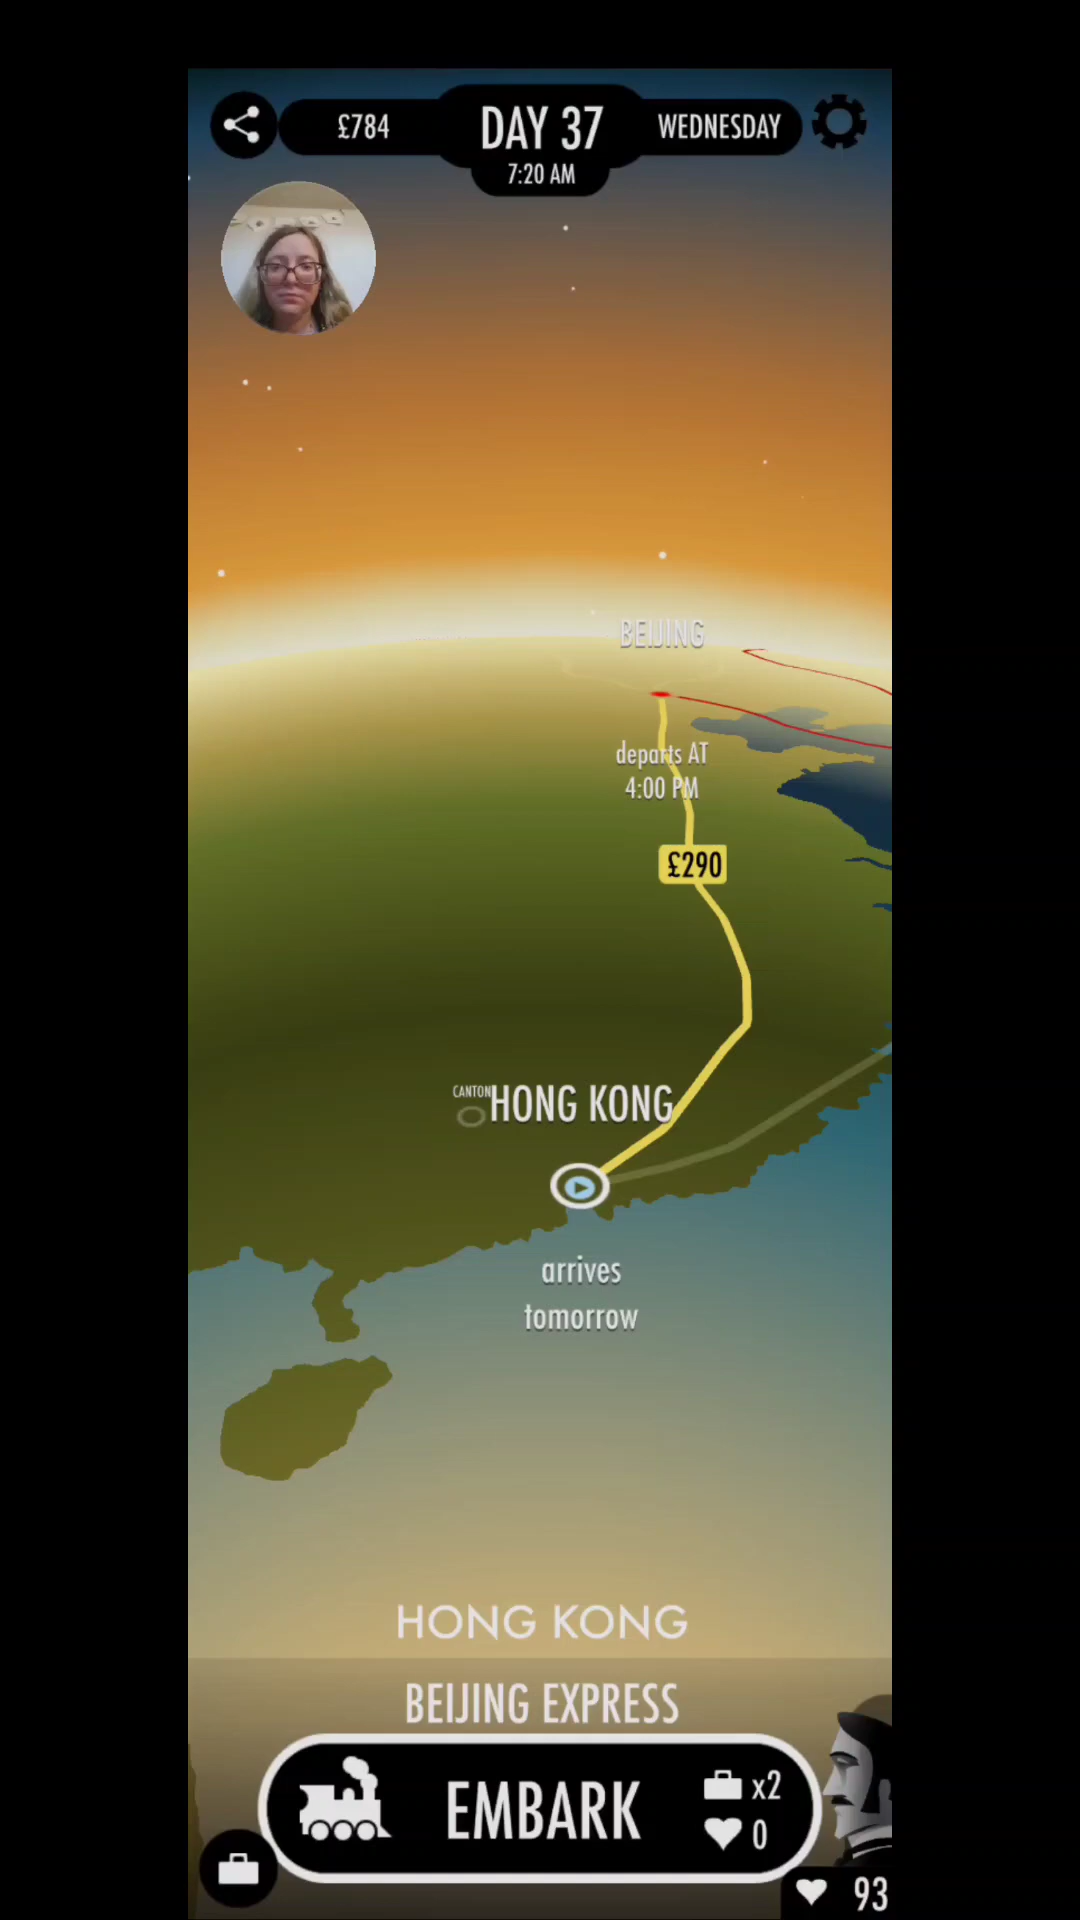 £784
DAY 37
WEDNESDAY
7:20 AM
BEIJING
departs AT
4:00 PM
£290
CANTON
HONG KONG
arrives
tomorrow
HONG KONG
BEIJING EXPRESS
EMBARK
x2
0
93